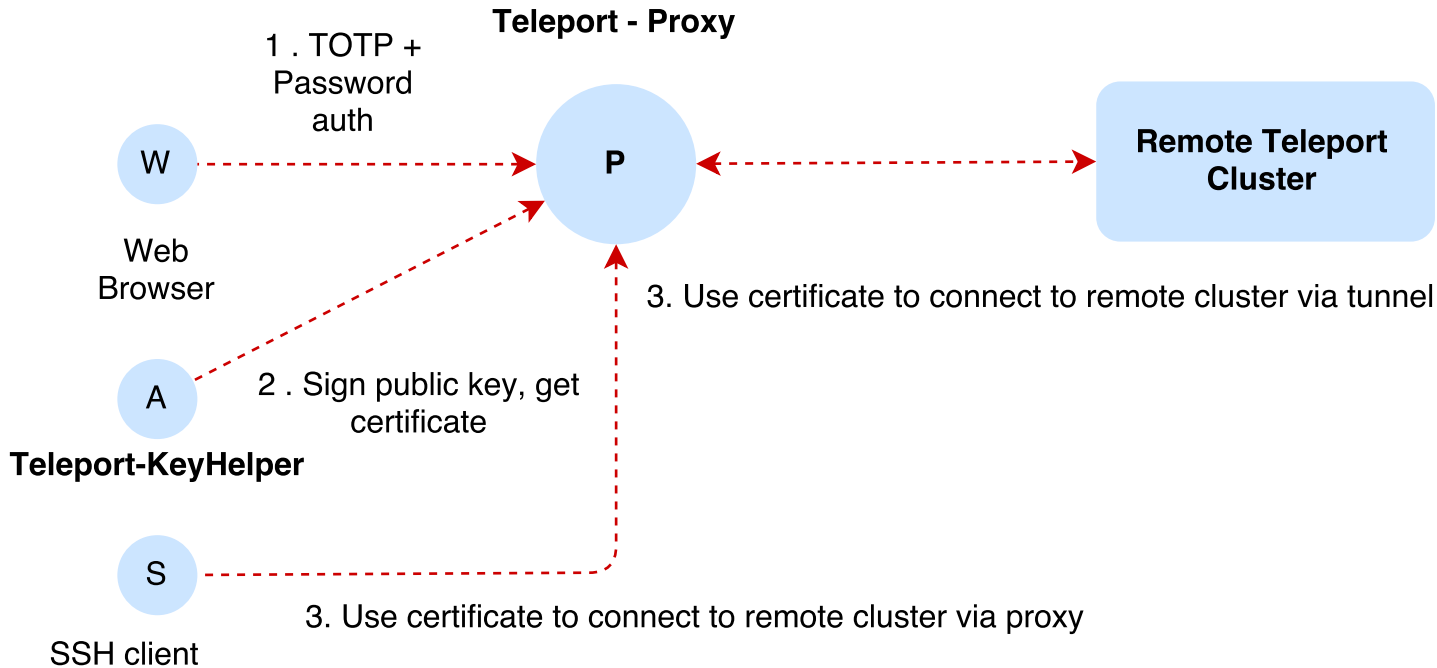 Teleport - Proxy
1 . TOTP +
Password
auth
W
P
Remote Teleport
Cluster
Web
Browser
3. Use certificate to connect to remote cluster via tunnel
A
2 . Sign public key, get
certificate
Teleport-KeyHelper
S
3. Use certificate to connect to remote cluster via proxy
SSH client